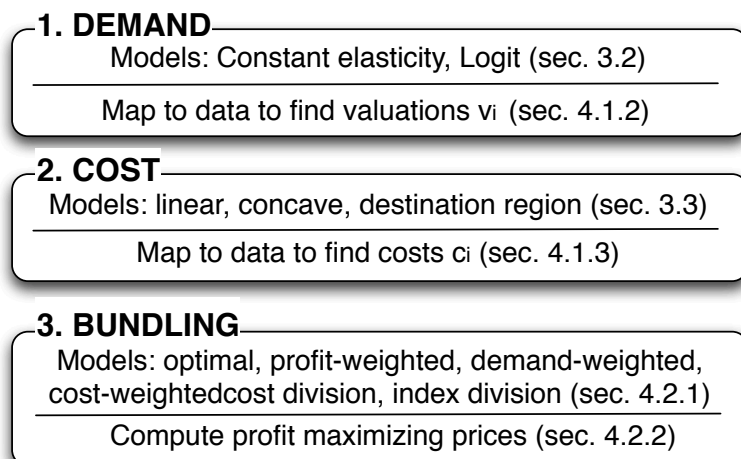 1. DEMAND
Models: Constant elasticity, Logit (sec. 3.2)
Map to data to find valuations vi (sec. 4.1.2)
2. COST
Models: linear, concave, destination region (sec. 3.3)
Map to data to find costs ci (sec. 4.1.3)
3. BUNDLING
Models: optimal, profit-weighted, demand-weighted,
cost-weightedcost division, index division (sec. 4.2.1)
Compute profit maximizing prices (sec. 4.2.2)